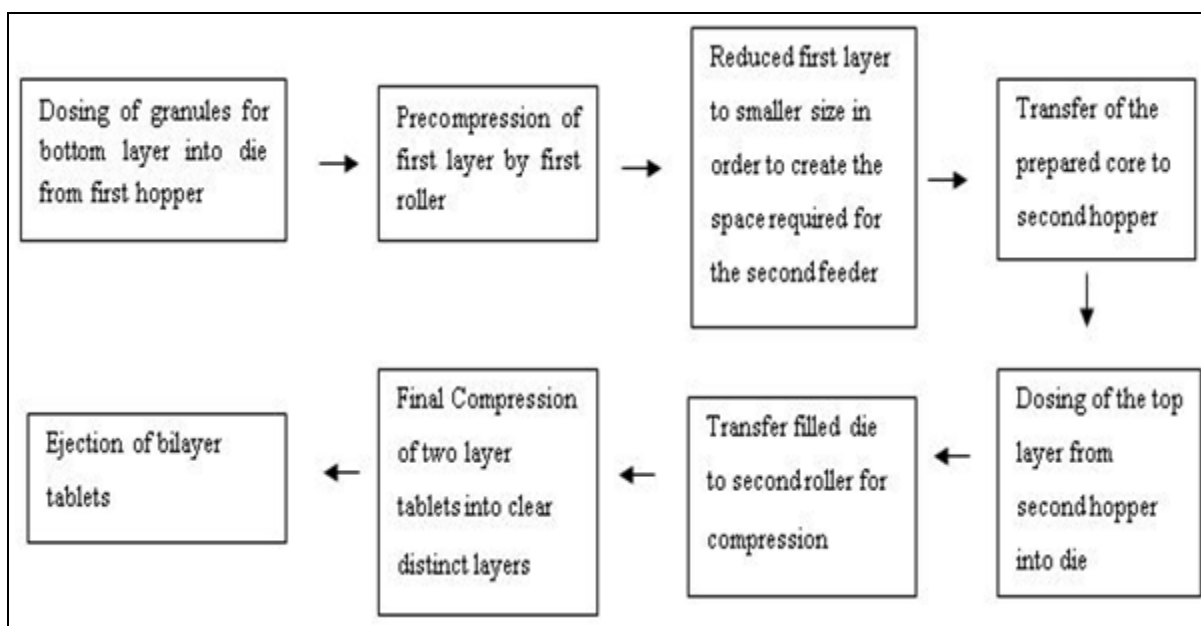 Dosing of granules for
bottom layer into die
from first hopper
Precompression of
first layer by first
roller
Reduced first layer
to smaller size in
order to create the
space required for
the second feeder
Transfer of the
prepared core to
second hopper
Dosing of the top
layer from
second hopper
into die
Transfer filled die
to second roller for
compression
Final Compression
of two layer
tablets into clear
distinct layers
Ejection of bilayer
tablets